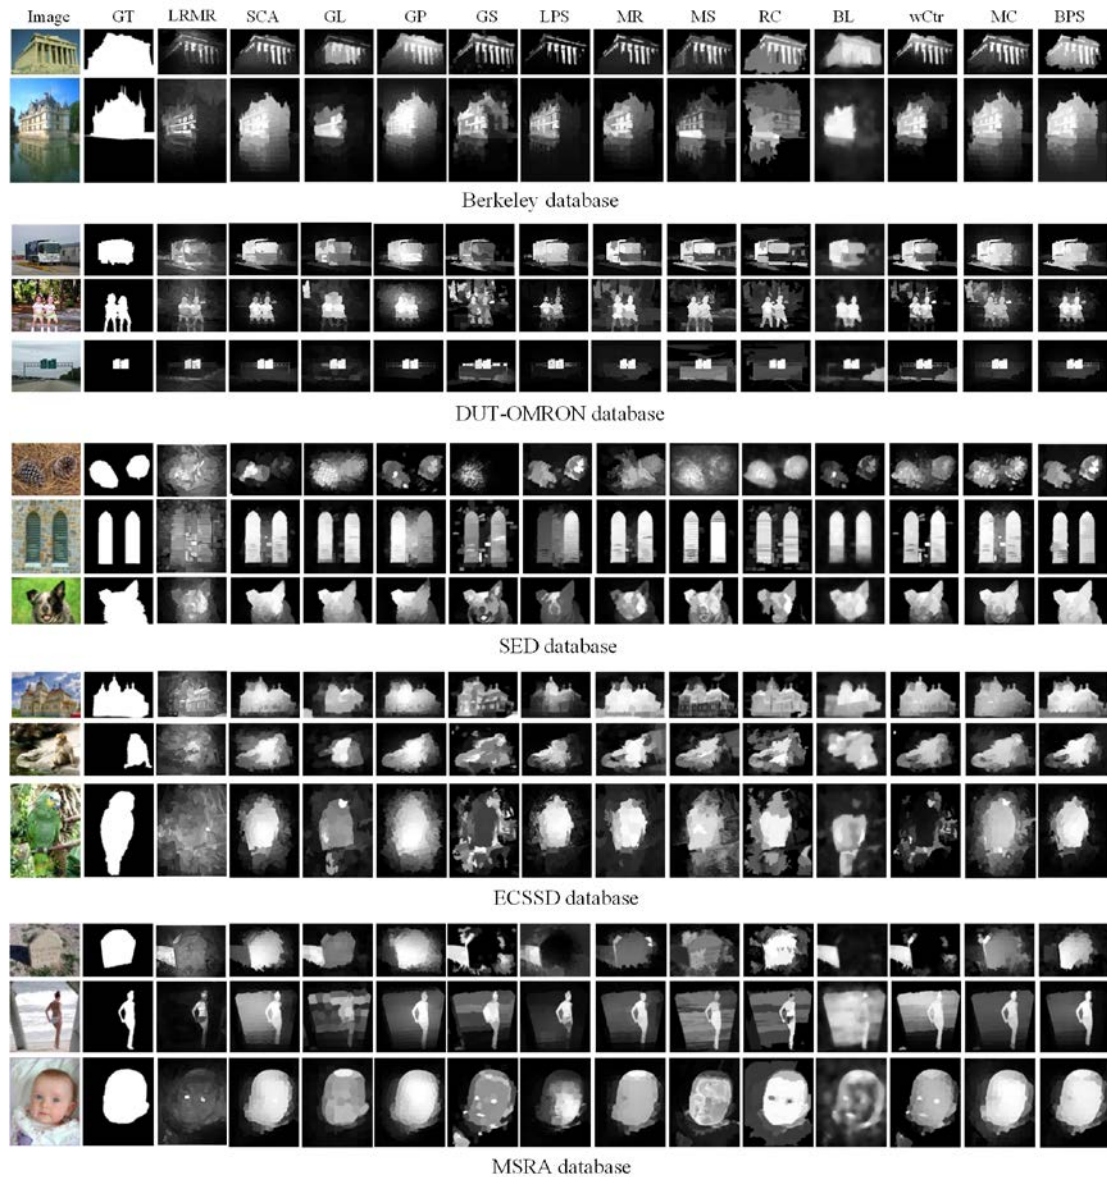 Image GT LRMR SCA GL GP GS LPS MR MS RC BL wCtr MC BPS
Berkeley database
DUT-OMRON database
SED database
ECSSD database
MSRA database